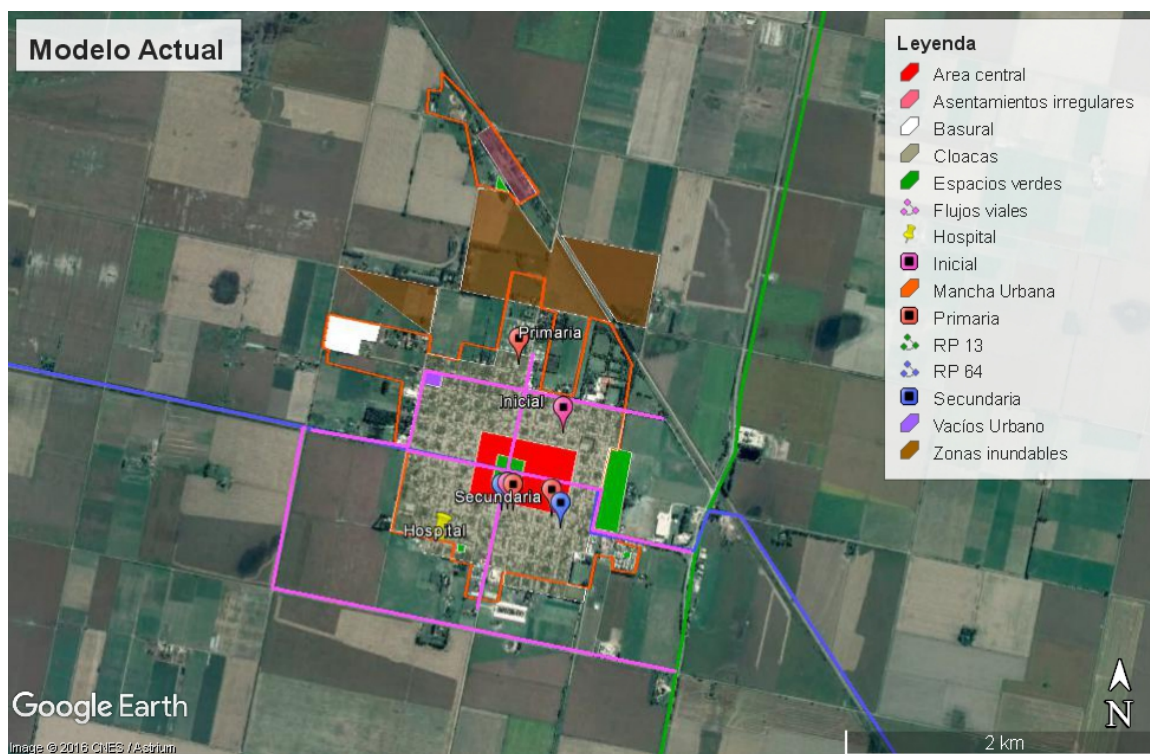 Modelo Actual
Leyenda
Area central
Asentamientos irregulares
Basural
Cloacas
Espacios verdes
Flujos viales
Hospital
Inicial
Mancha Urbana
Primaria
RP 13
RP 64
Secundaria
Vacíos Urbano
Zonas inundables
Primaria
Inicial
Secundaria
Hospital
Google Earth
N
Image © 2016 CNES / Astrium
2 km